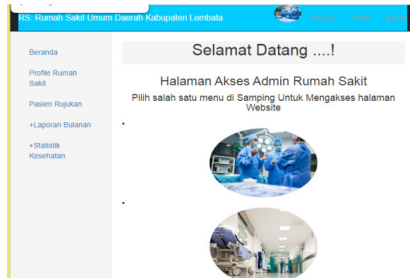 RS: Rumah Sakit Umum Daerah Kabupaten Lembata
Beranda
Profile Rumah
Sakit
Pasien Rujukan
+Laporan Bulanan
+Statistik
Kesehatan
Selamat Datang ....!
Halaman Akses Admin Rumah Sakit
Pilih salah satu menu di Samping Untuk Mengakses halaman
Website